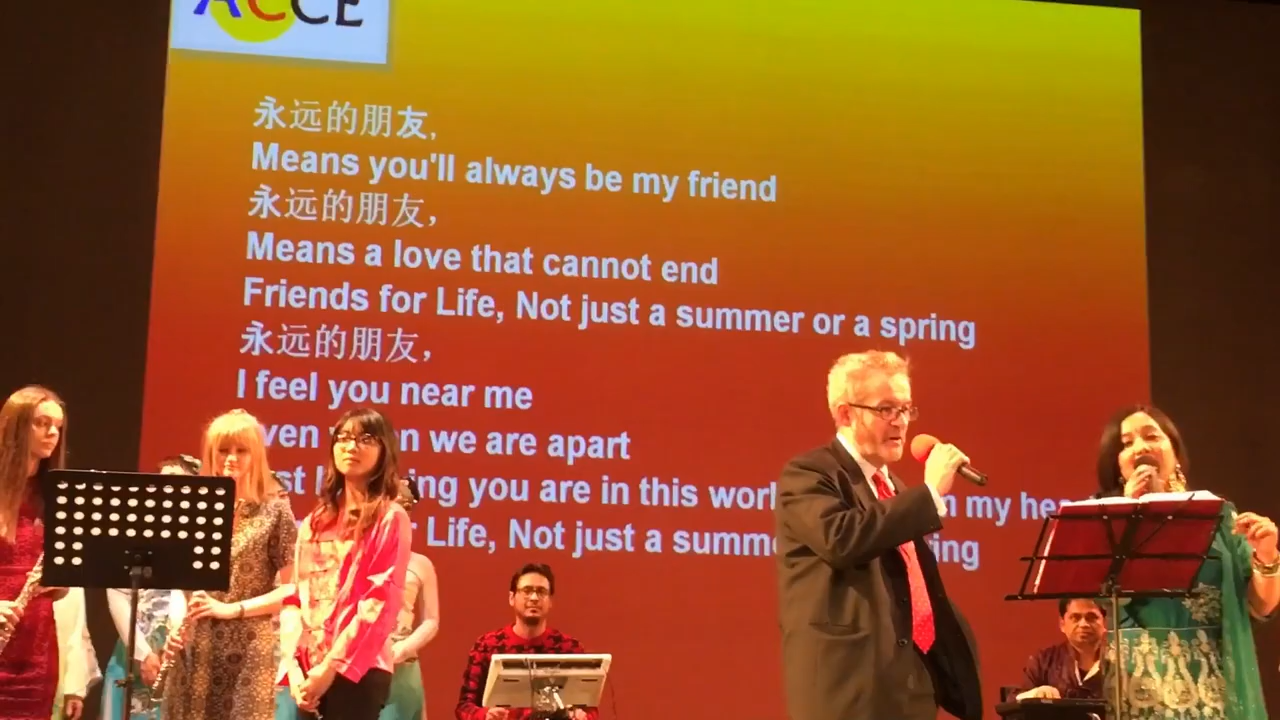 ACCE
永远的朋友,
Means you'll always be my friend
永远的朋友，
Means a love that cannot end
Friends for Life, Not just a summer or a spring
永远的朋友，
I feel you near me
we are apart
you are in this my
Life, Not just a